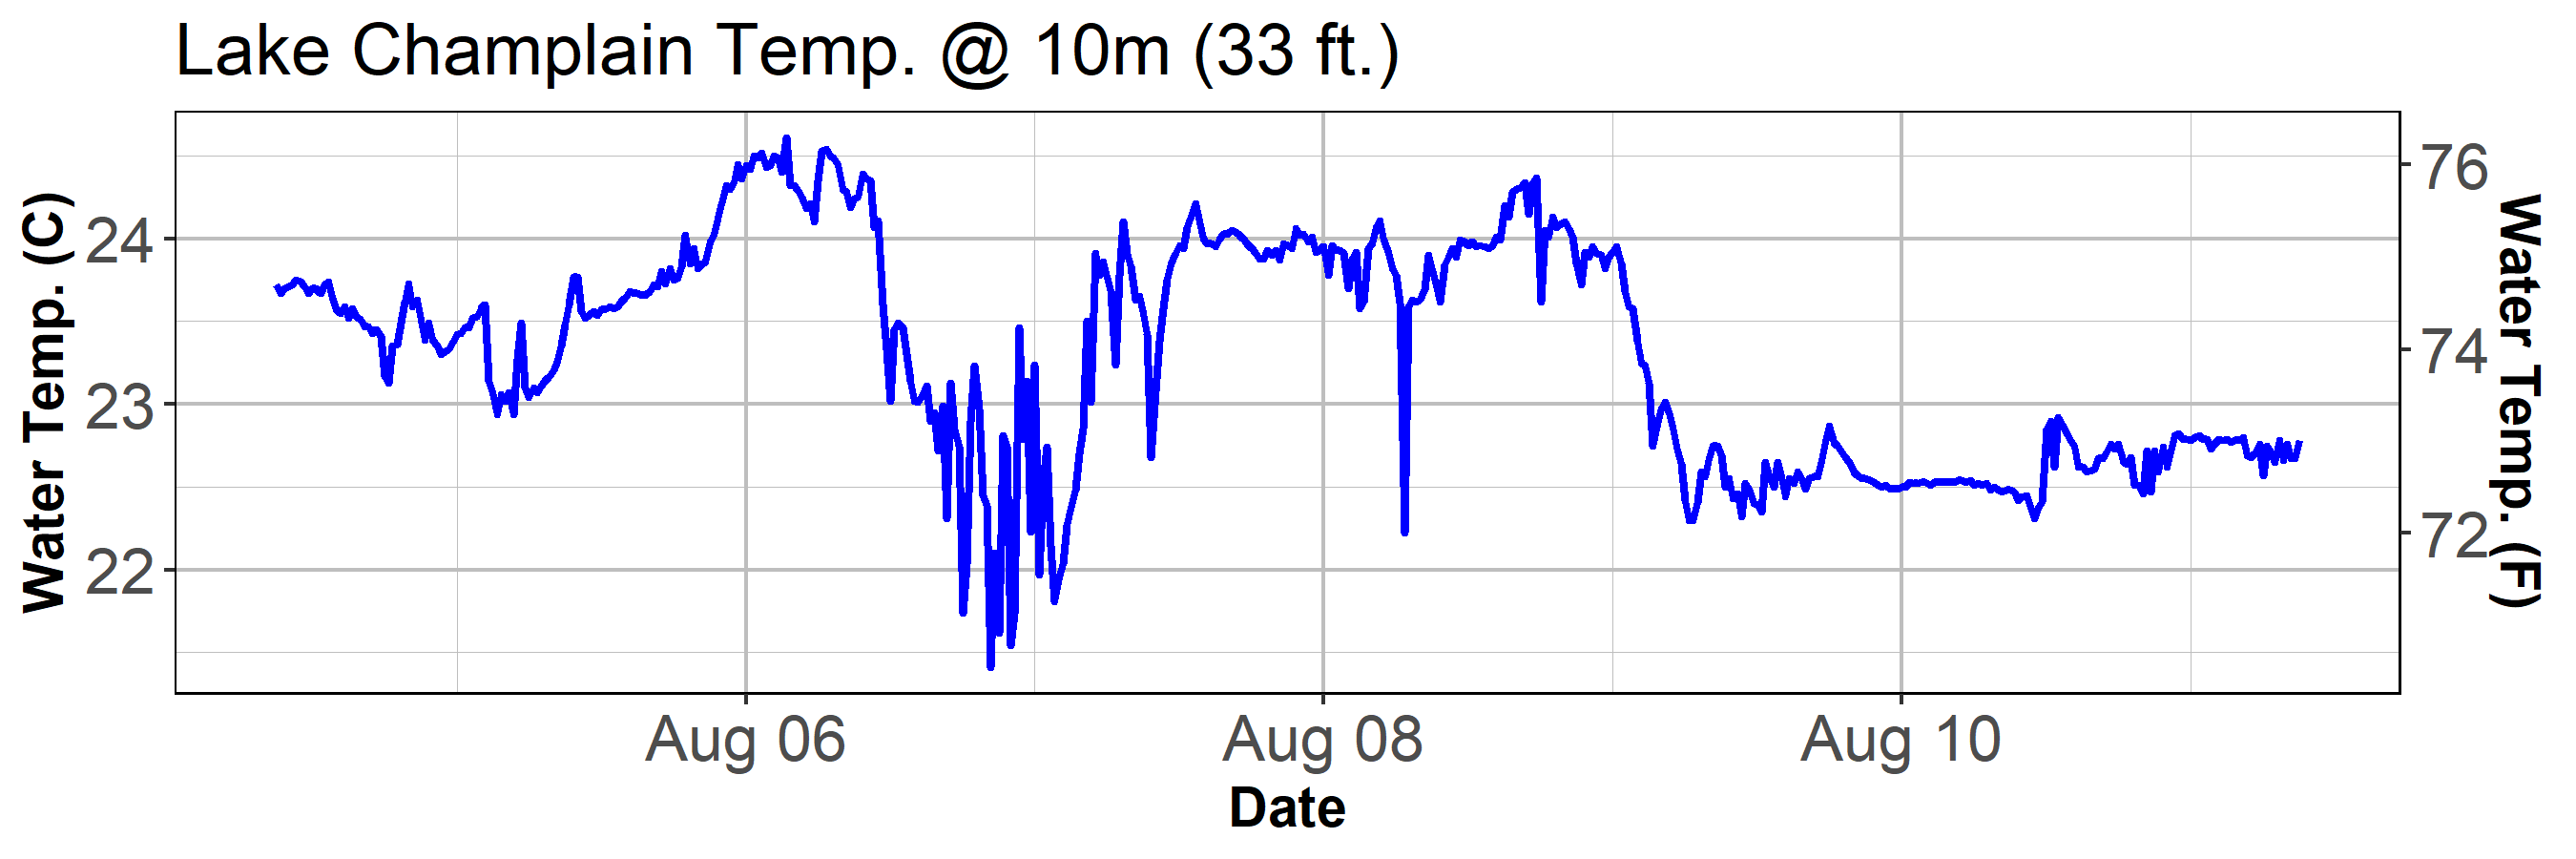 Lake Champlain Temp. @ 10m (33 ft.)
Water Temp. (C)
24
23
22
76
74
72
Water Temp. (F)
Aug 06
Aug 08
Aug 10
Date